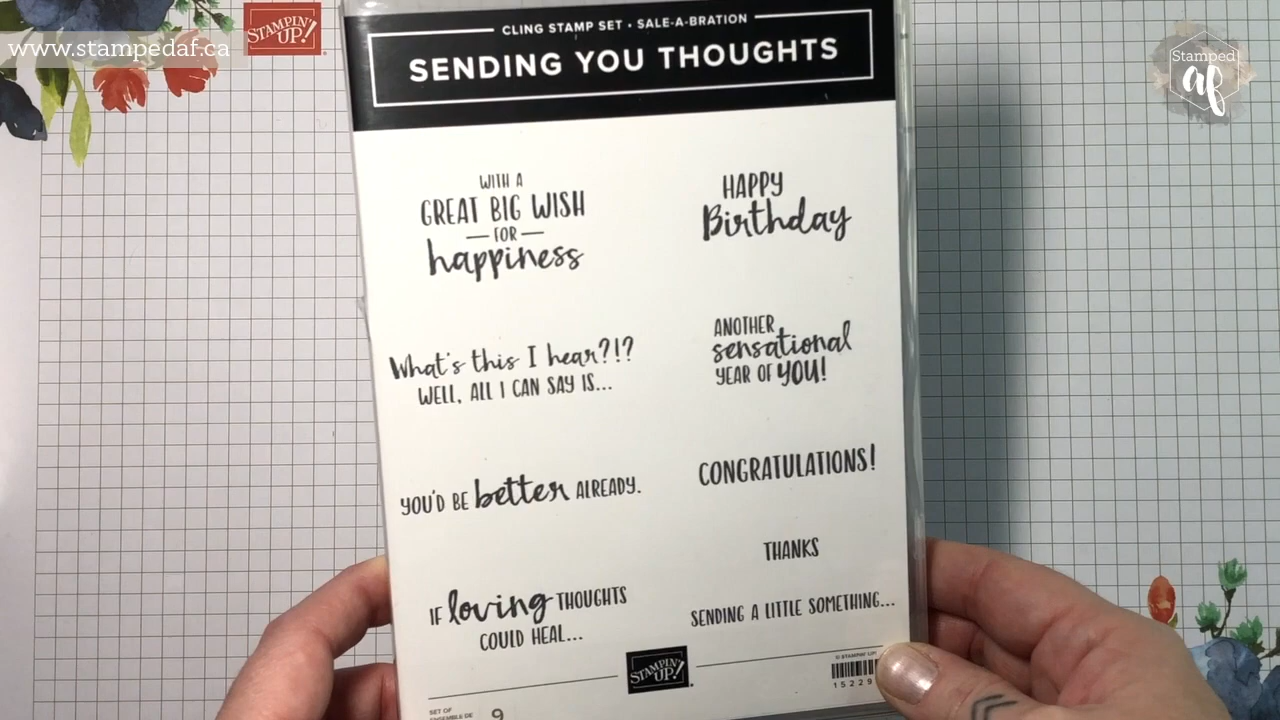 www.stampedaf.ca
STAMPIN' UP!
Stamped
af
CLING STAMP SET • SALE-A-BRATION
SENDING YOU THOUGHTS
WITH A
GREAT BIG WISH
— FOR —
happiness
HAPPY
Birthday
What's this I hear?!?
WELL, ALL I CAN SAY IS...
ANOTHER
sensational
YEAR OF YOU!
YOU'D BE better ALREADY.
CONGRATULATIONS!
THANKS
IF loving THOUGHTS
COULD HEAL...
SENDING A LITTLE SOMETHING...
STAMPIN' UP!
© STAMPIN' UP!
15229
SET OF
ENSEMBLE DE
9